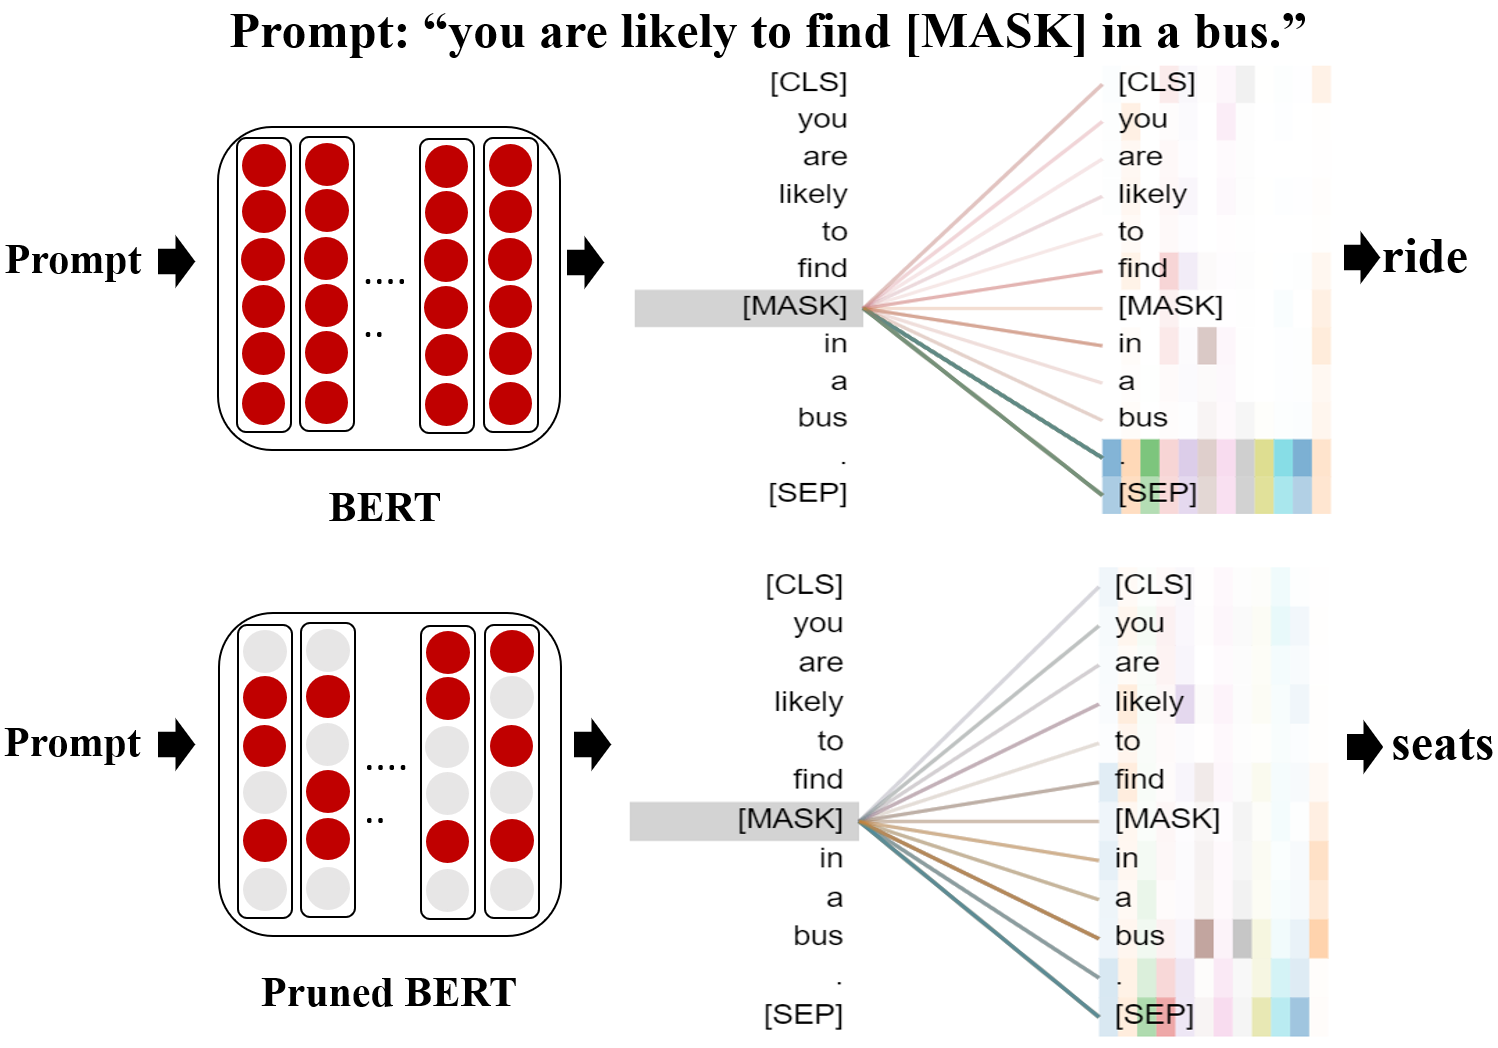 Prompt: “you are likely to find [MASK] in a bus.”
Prompt
BERT
[CLS]
you
are
likely
to
find
[MASK]
in
a
bus
.
[SEP]
[CLS]
you
are
likely
to
find
[MASK]
in
a
bus
.
[SEP]
ride
Prompt
Pruned BERT
[CLS]
you
are
likely
to
find
[MASK]
in
a
bus
.
[SEP]
[CLS]
you
are
likely
to
find
[MASK]
in
a
bus
.
[SEP]
seats